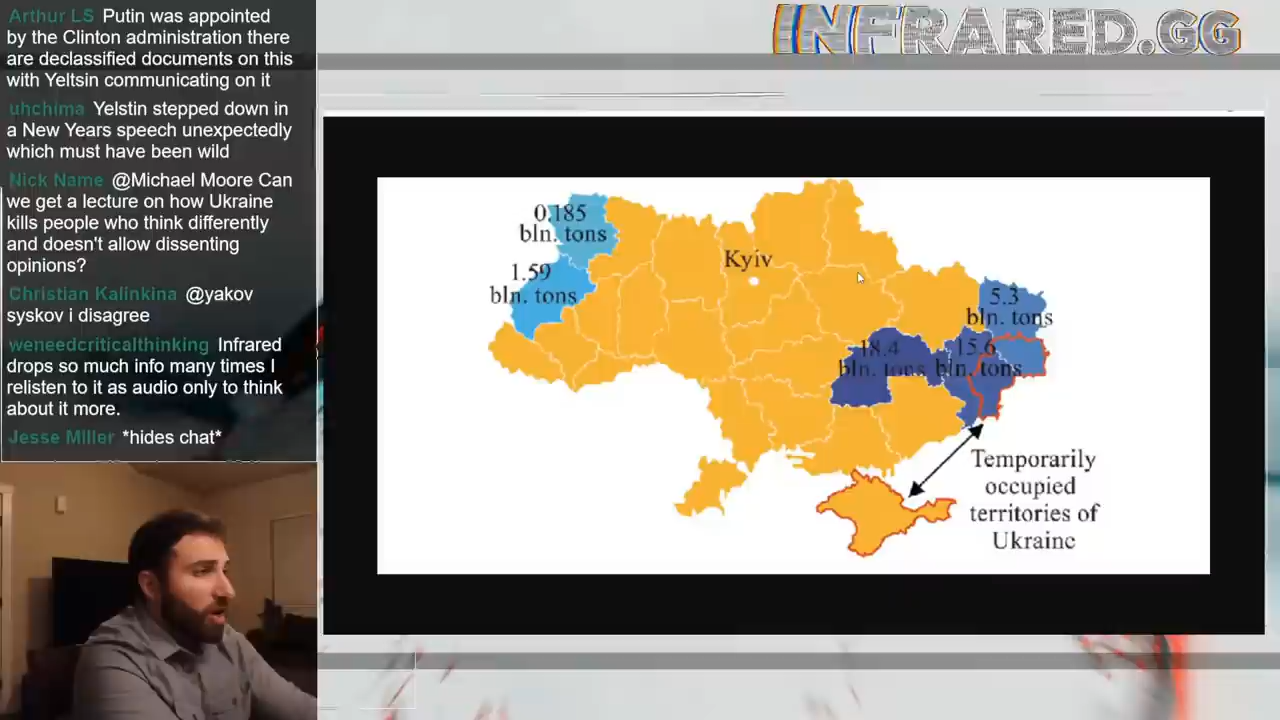 Arthur LS Putin was appointed
by the Clinton administration there
are declassified documents on this
with Yeltsin communicating on it
uhchima Yelstin stepped down in
a New Years speech unexpectedly
which must have been wild
Nick Name @Michael Moore Can
we get a lecture on how Ukraine
kills people who think differently
and doesn't allow dissenting
opinions?
Christian Kalinkina @yakov
syskov i disagree
weneedcriticalthinking Infrared
drops so much info many times I
relisten to it as audio only to think
about it more.
Jesse Miller *hides chat*
INFRARED.GG
0.185
bln. tons
1.59
bln. tons
Kyiv
5.3
bln. tons
18.4
bln. tons
15.6
bln. tons
Temporarily
occupied
territories of
Ukraine